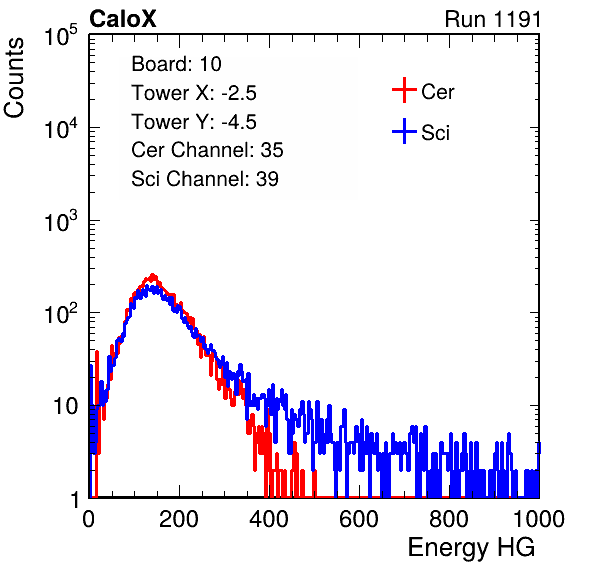 CaloX Run 1191
Counts
10^5
10^4
10^3
10^2
10
1
Board: 10
Tower X: -2.5
Tower Y: -4.5
Cer Channel: 35
Sci Channel: 39
Cer
Sci
0 200 400 600 800 1000
Energy HG